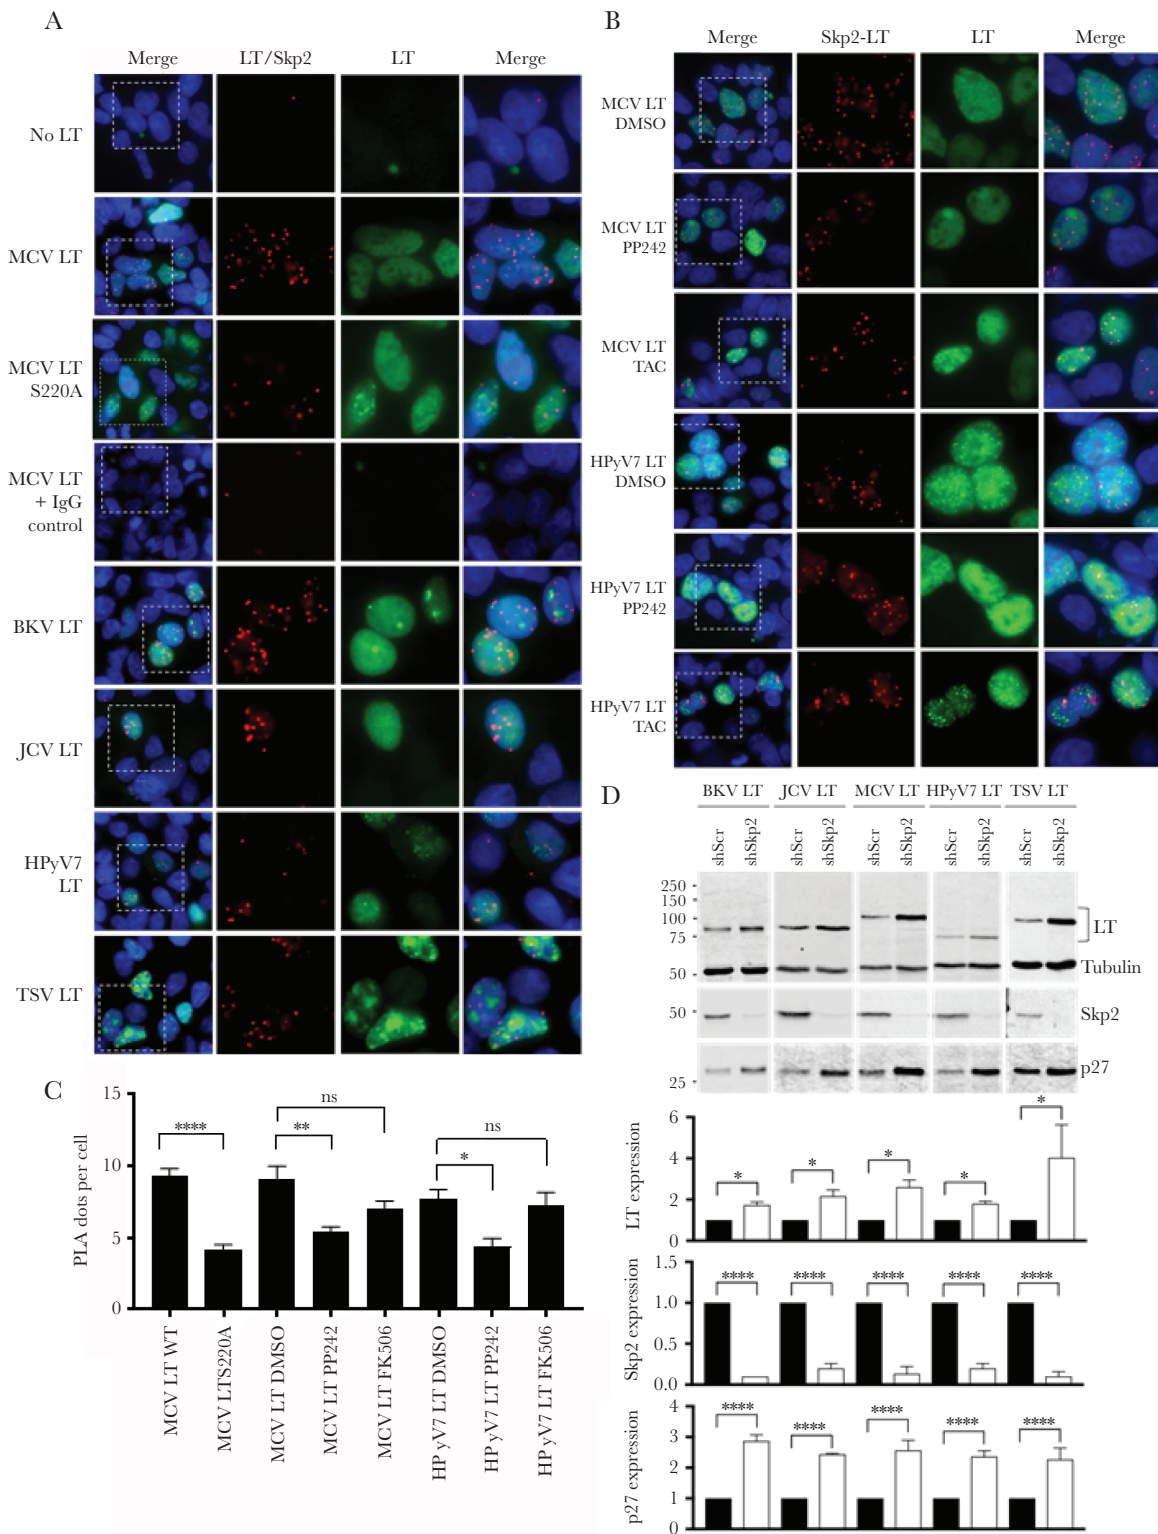 A
Merge LT/Skp2 LT Merge
No LT
MCV LT
MCV LT
S220A
MCV LT
+ IgG
control
BKV LT
JCV LT
HPyV7
LT
TSV LT
B
Merge Skp2-LT LT Merge
MCV LT
DMSO
MCV LT
PP242
MCV LT
TAC
HPyV7 LT
DMSO
HPyV7 LT
PP242
HPyV7 LT
TAC
C
PLA dots per cell
15
10
5
0
**** ** ns * ns
MCV LT WT
MCV LTS220A
MCV LT DMSO
MCV LT PP242
MCV LT FK506
HP yV7 LT DMSO
HP yV7 LT PP242
HP yV7 LT FK506
D
BKV LT JCV LT MCV LT HPyV7 LT TSV LT
shScr shSkp2 shScr shSkp2 shScr shSkp2 shScr shSkp2 shScr shSkp2
250
150
100
75
50
LT
Tubulin
50
Skp2
25
p27
LT expression
6
4
2
0
* * * * *
Skp2 expression
1.5
1.0
0.5
0.0
**** **** **** **** ****
p27 expression
4
3
2
1
0
**** **** **** **** ****